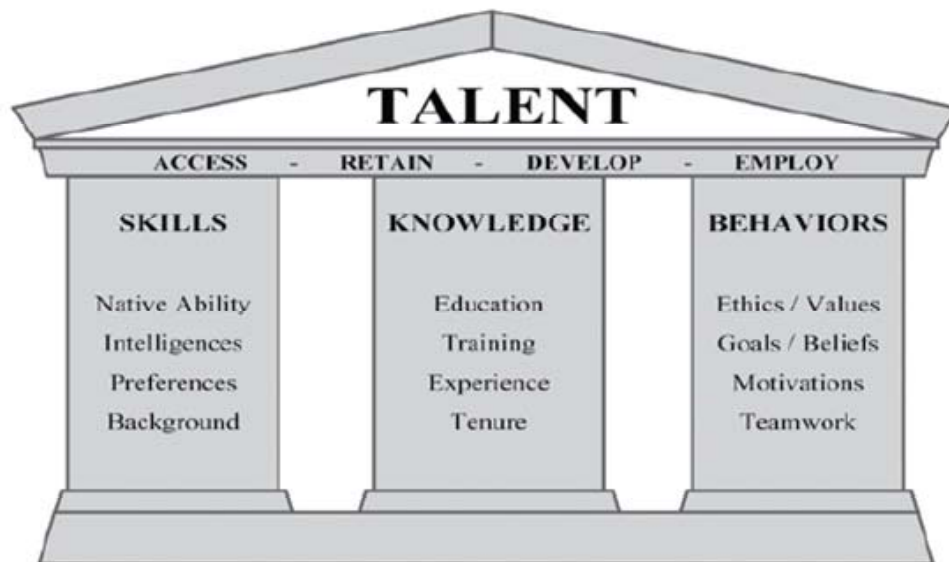 TALENT
ACCESS - RETAIN - DEVELOP - EMPLOY
SKILLS
Native Ability
Intelligences
Preferences
Background
KNOWLEDGE
Education
Training
Experience
Tenure
BEHAVIORS
Ethics / Values
Goals / Beliefs
Motivations
Teamwork